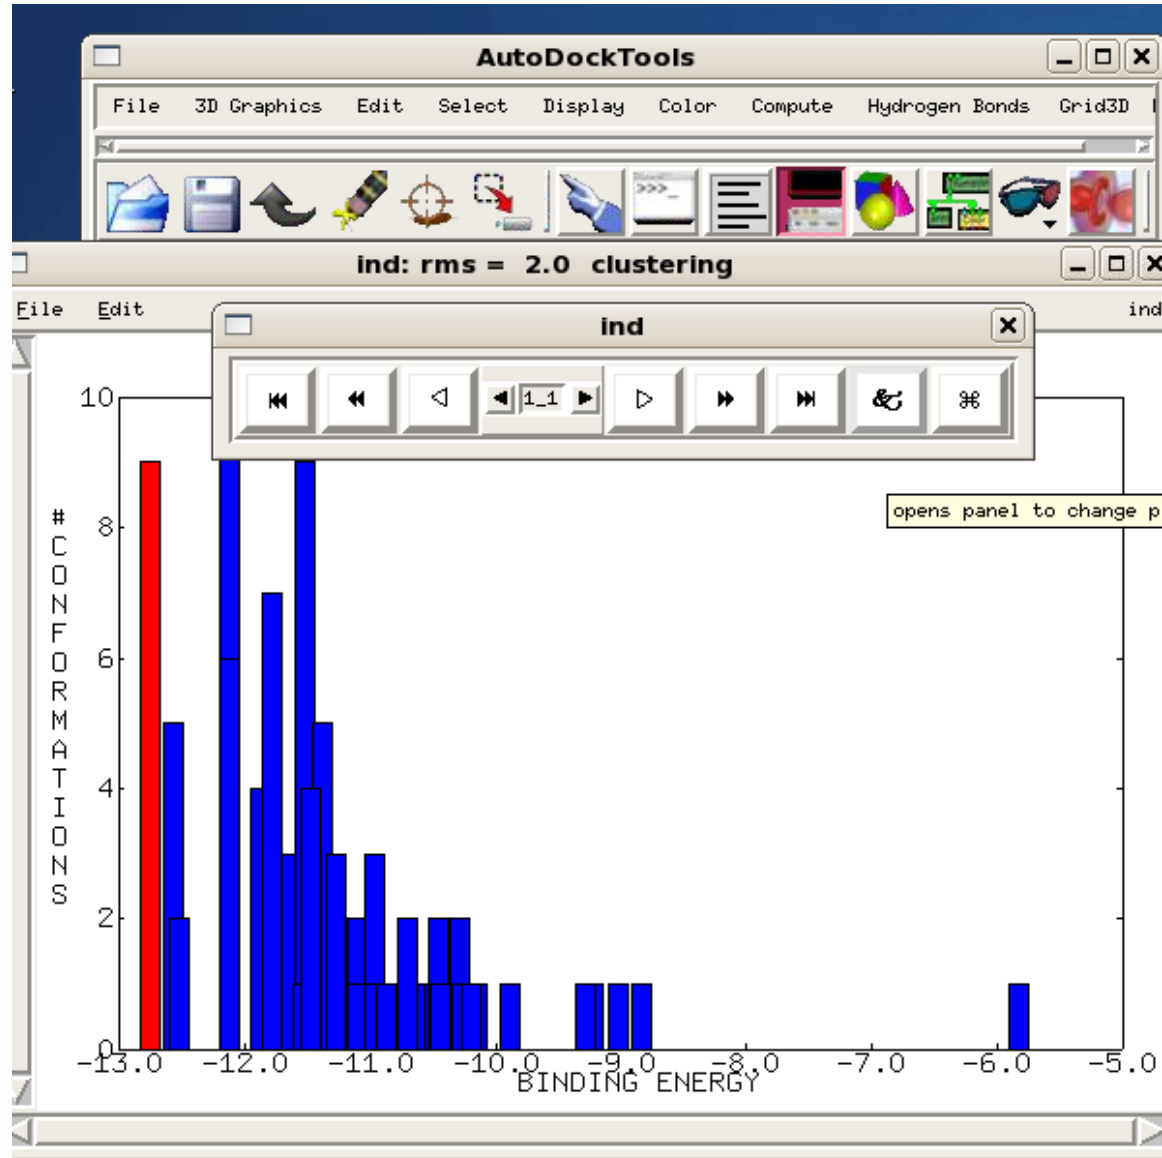 AutoDockTools
File 3D Graphics Edit Select Display Color Compute Hydrogen Bonds Grid3D
>>>_
ind: rms = 2.0 clustering
File Edit ind
ind
1_1
&
⌘
opens panel to change p
10
8
6
4
2
0
#CONFORMATIONS
-13.0 -12.0 -11.0 -10.0 -9.0 -8.0 -7.0 -6.0 -5.0
BINDING ENERGY